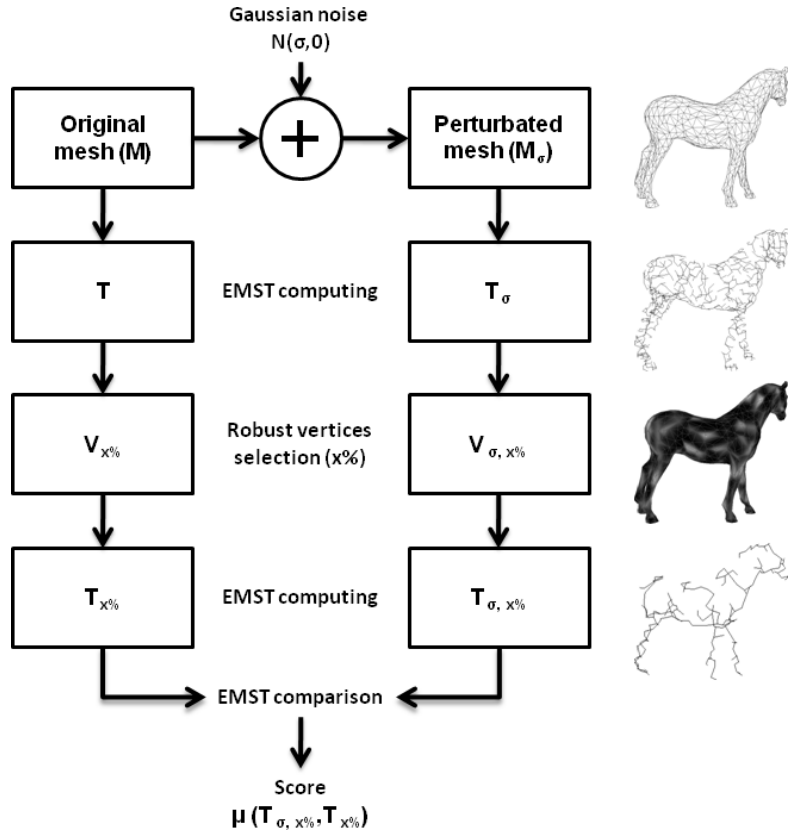 Gaussian noise
N(σ,0)
Original
mesh (M)
+
Perturbated
mesh (Mσ)
T
EMST computing
Tσ
Vx%
Robust vertices
selection (x%)
Vσ, x%
Tx%
EMST computing
Tσ, x%
EMST comparison
Score
μ (Tσ, x%,Tx%)